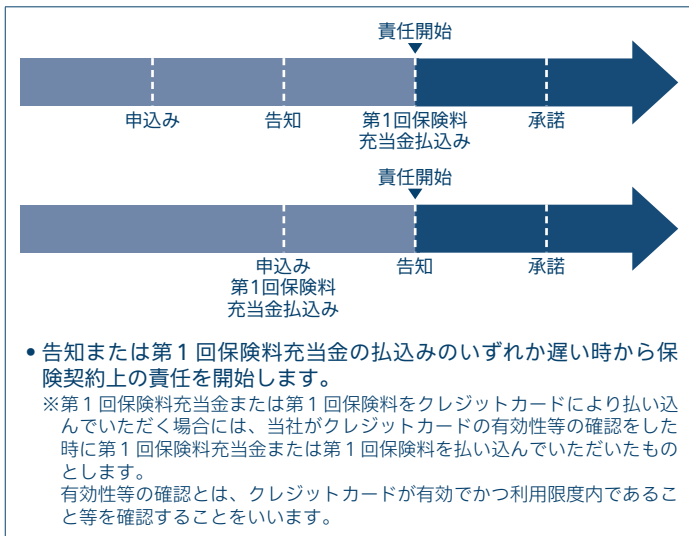 責任開始
申込み 告知 第1回保険料 承諾
充当金払込み
責任開始
申込み 告知 承諾
第1回保険料
充当金払込み
•告知または第1回保険料充当金の払込みのいずれか遅い時から保
険契約上の責任を開始します。
※第1回保険料充当金または第1回保険料をクレジットカードにより払い込
んでいただく場合には、当社がクレジットカードの有効性等の確認をした
時に第1回保険料充当金または第1回保険料を払い込んでいただいたもの
とします。
有効性等の確認とは、クレジットカードが有効でかつ利用限度内であるこ
と等を確認することをいいます。